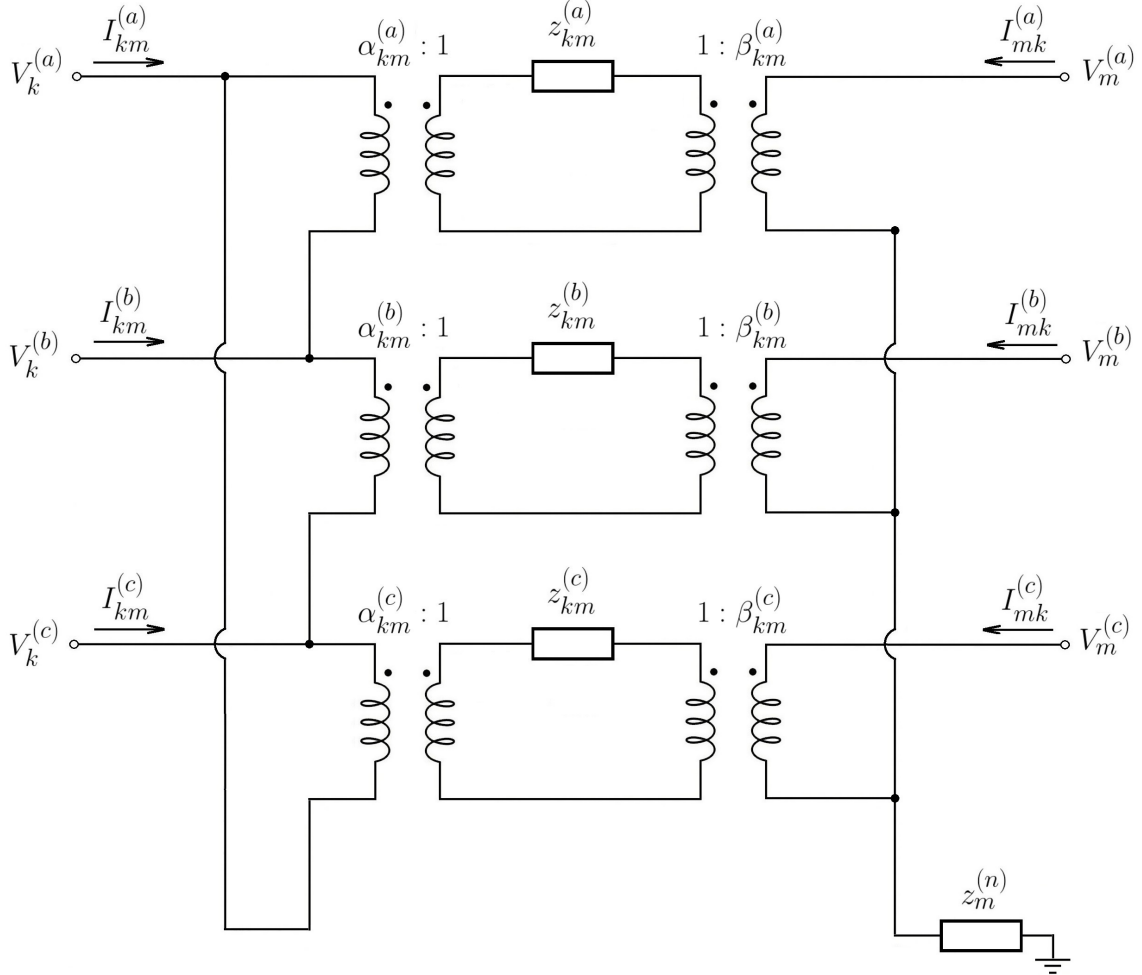 I_{km}^{(a)} α_{km}^{(a)} : 1 z_{km}^{(a)} 1 : β_{km}^{(a)} I_{mk}^{(a)}
V_k^{(a)} V_m^{(a)}
I_{km}^{(b)} α_{km}^{(b)} : 1 z_{km}^{(b)} 1 : β_{km}^{(b)} I_{mk}^{(b)}
V_k^{(b)} V_m^{(b)}
I_{km}^{(c)} α_{km}^{(c)} : 1 z_{km}^{(c)} 1 : β_{km}^{(c)} I_{mk}^{(c)}
V_k^{(c)} V_m^{(c)}
z_m^{(n)}